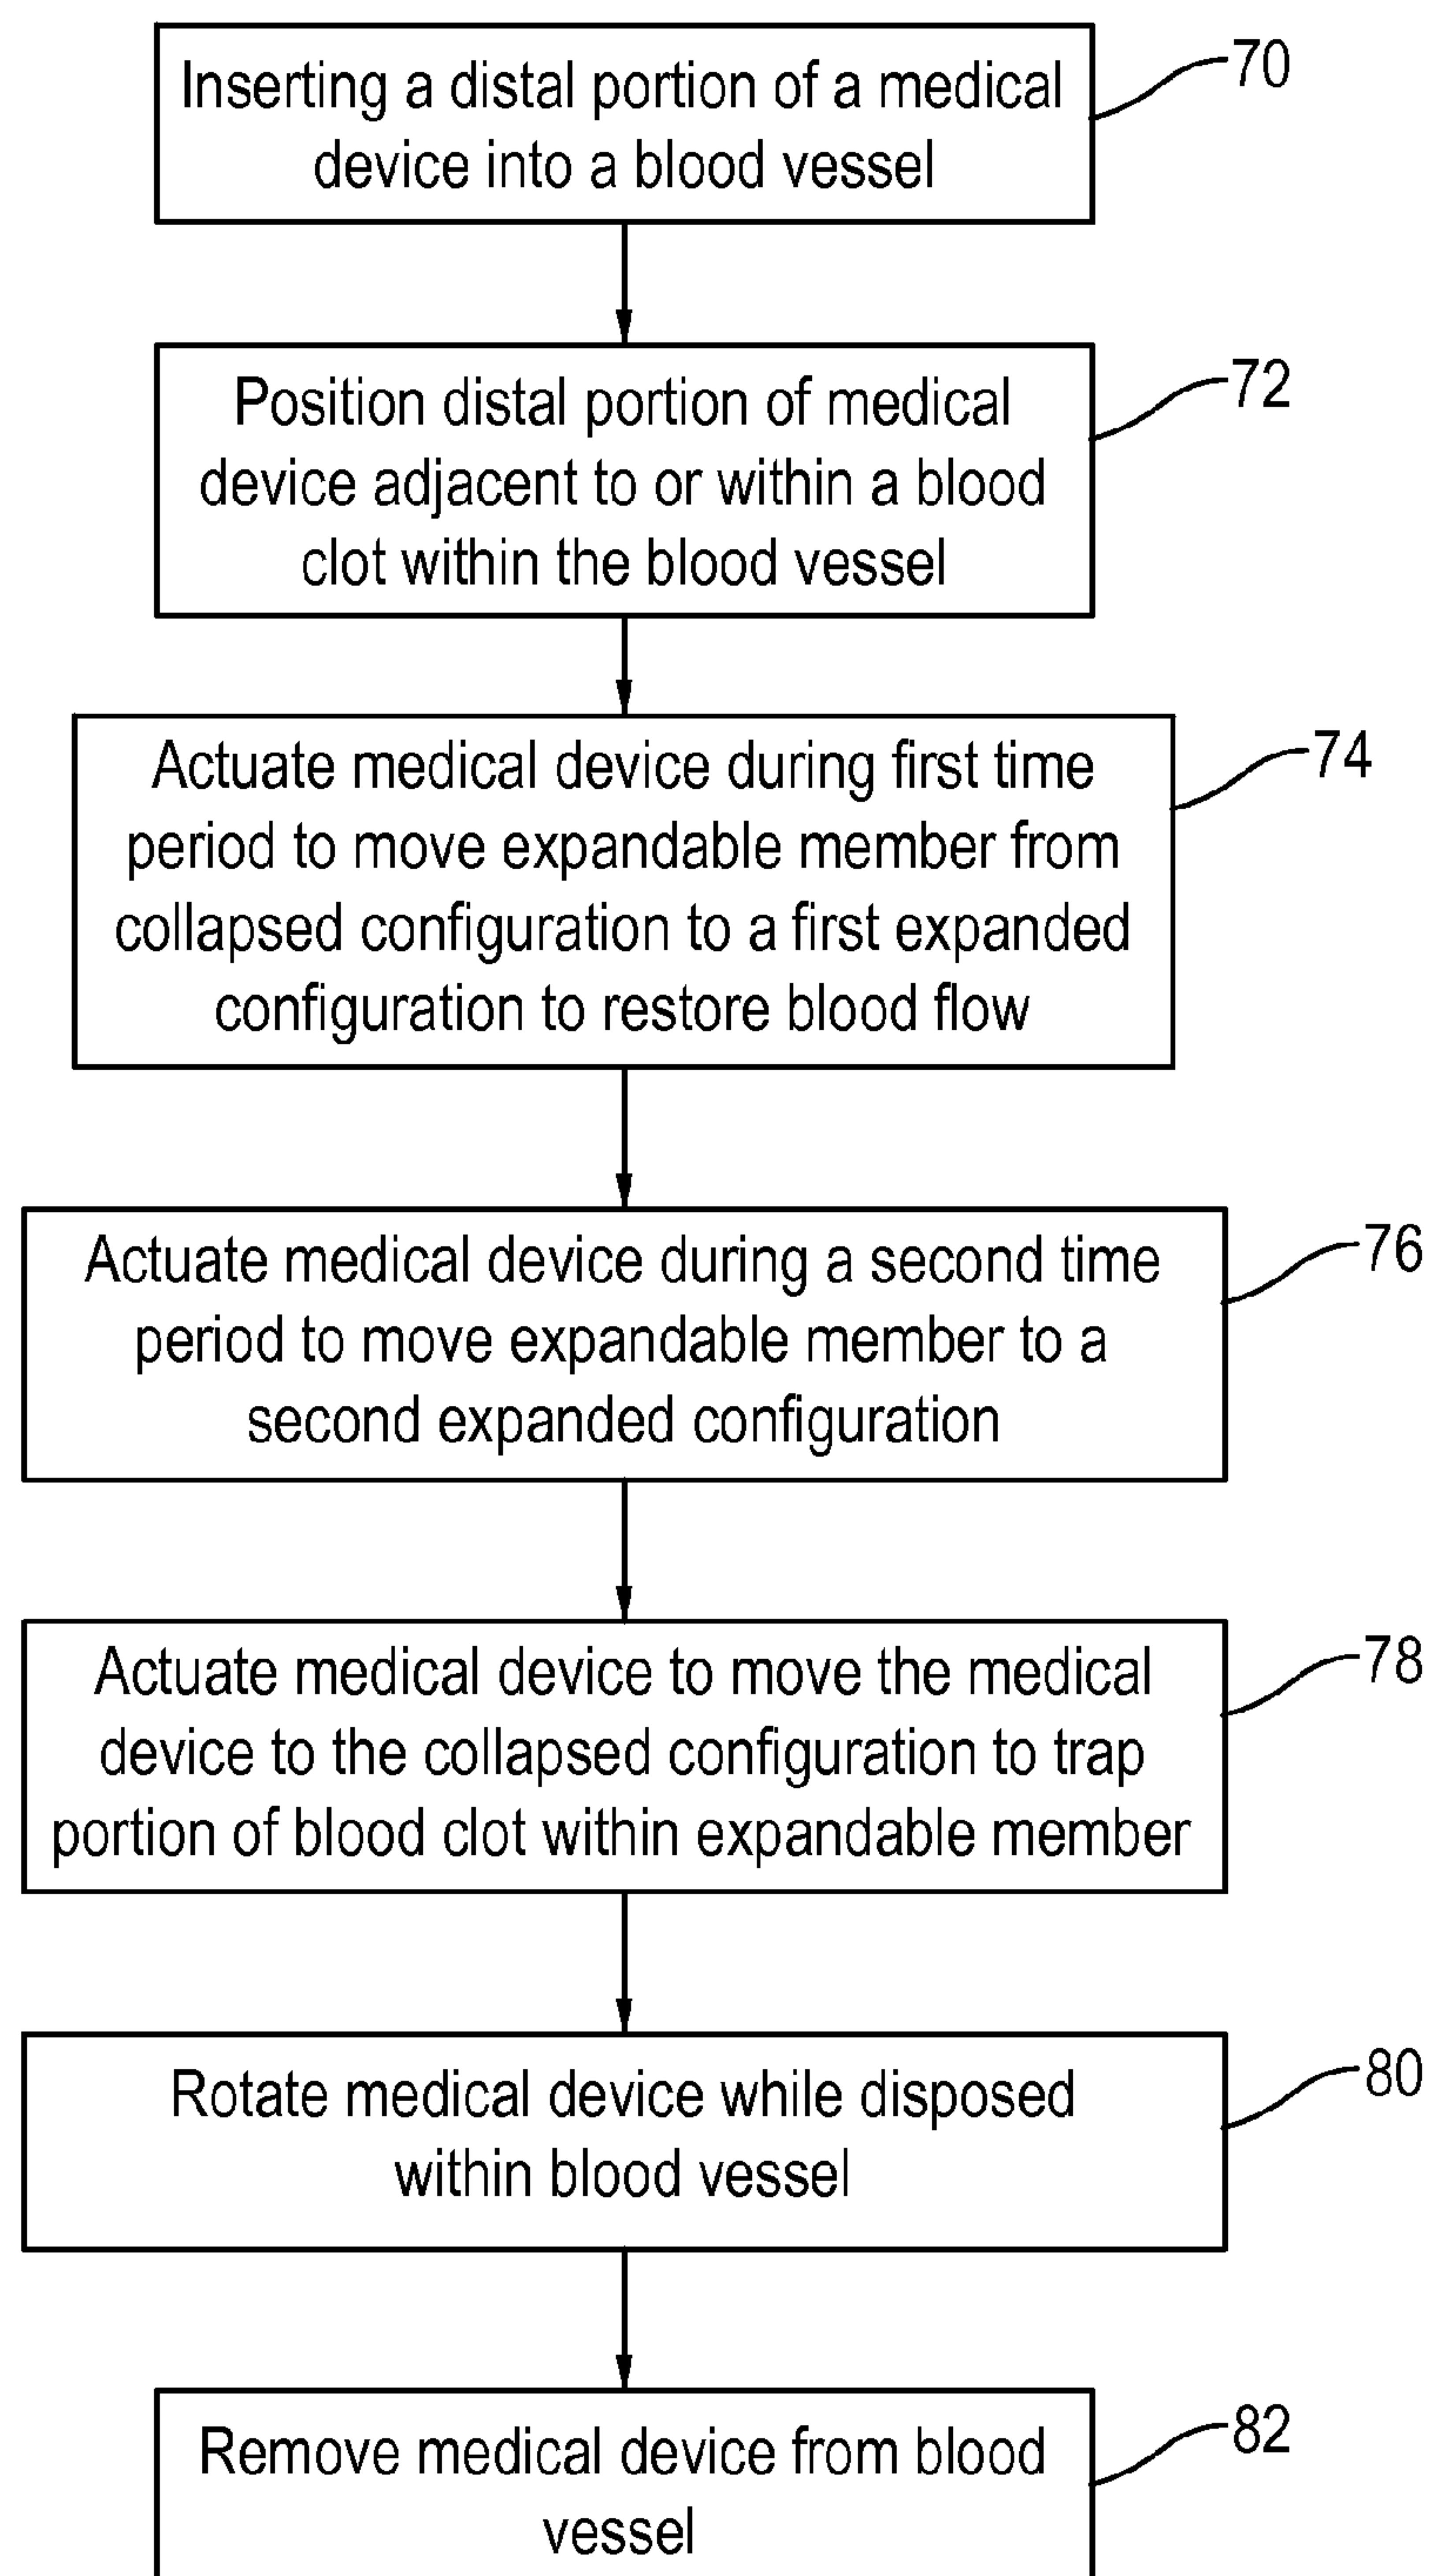 Inserting a distal portion of a medical
device into a blood vessel
70
Position distal portion of medical
device adjacent to or within a blood
clot within the blood vessel
72
Actuate medical device during first time
period to move expandable member from
collapsed configuration to a first expanded
configuration to restore blood flow
74
Actuate medical device during a second time
period to move expandable member to a
second expanded configuration
76
Actuate medical device to move the medical
device to the collapsed configuration to trap
portion of blood clot within expandable member
78
Rotate medical device while disposed
within blood vessel
80
Remove medical device from blood
vessel
82